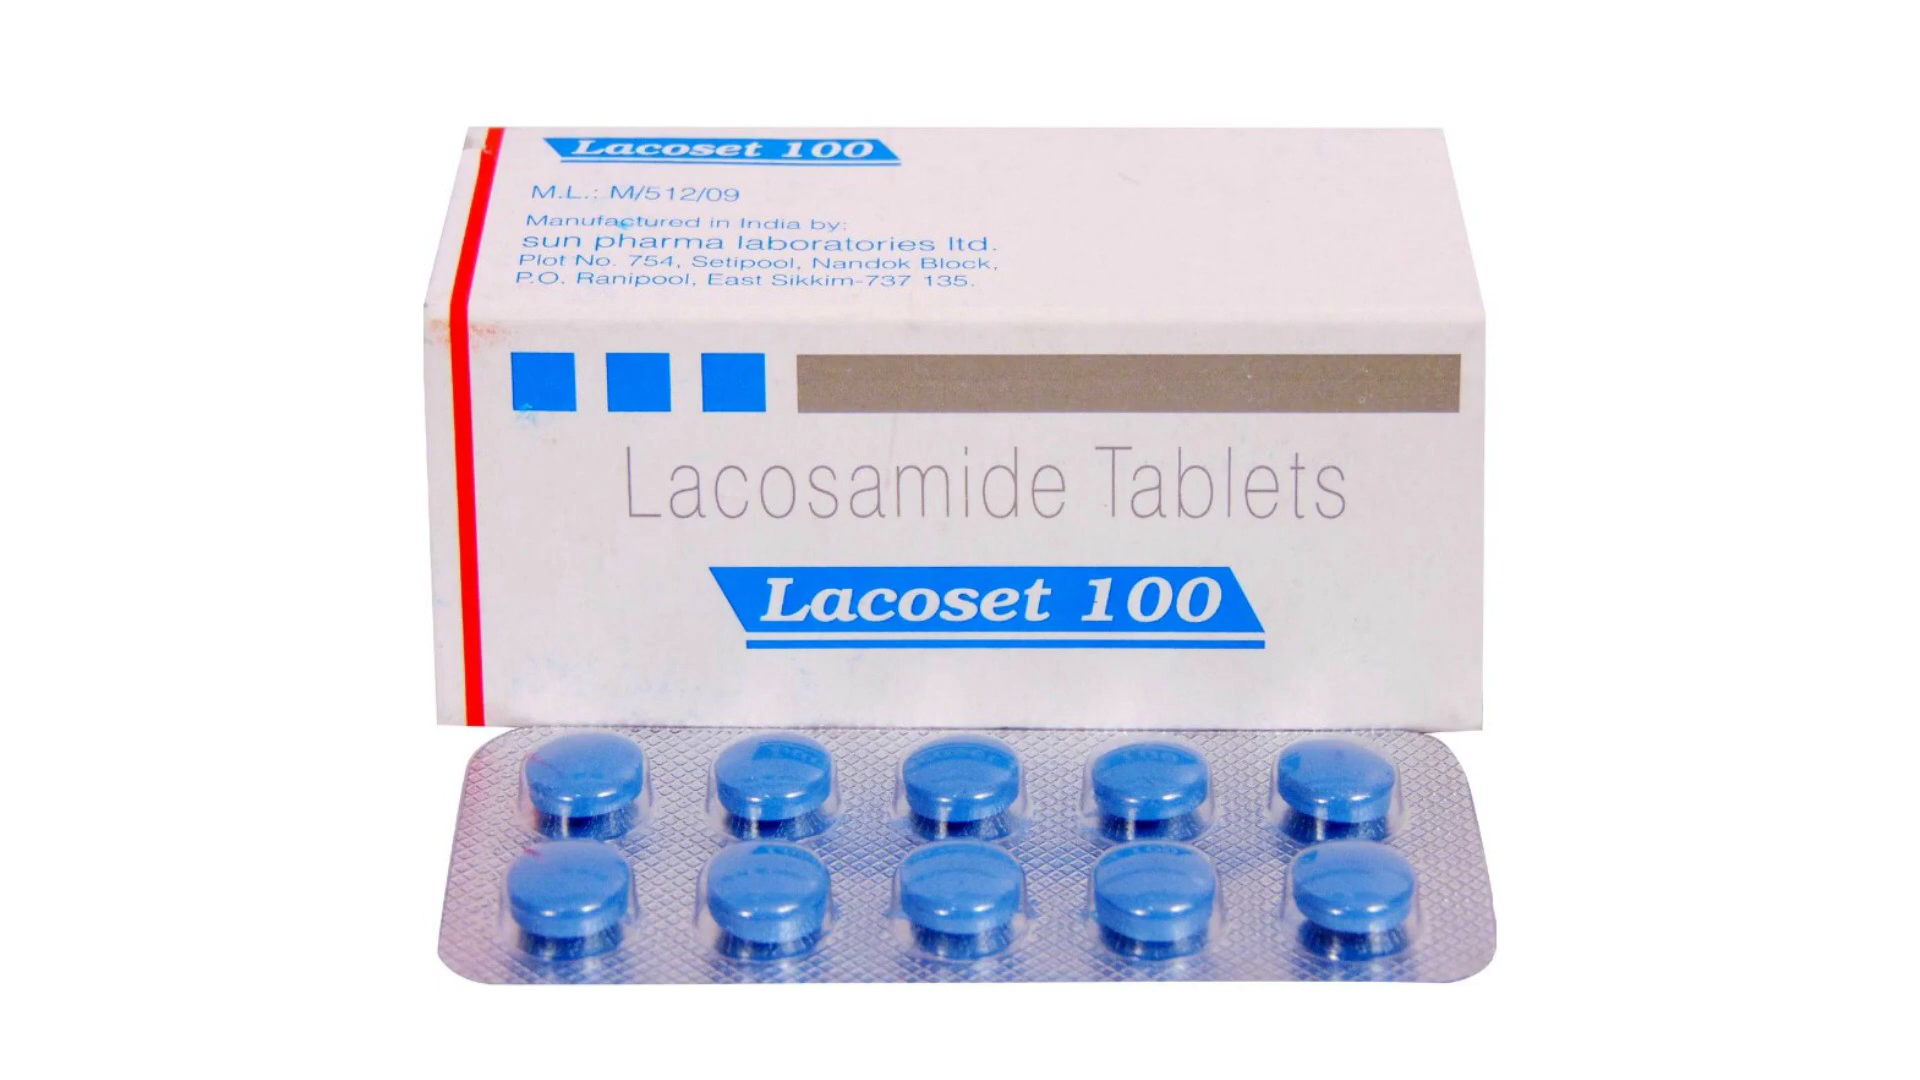 Lacoset 100
M.L.: M/512/09
Manufactured in India by:
sun pharma laboratories ltd.
Plot No. 754, Setipool, Nandok Block,
P.O. Ranipool, East Sikkim-737 135.
Lacosamide Tablets
Lacoset 100